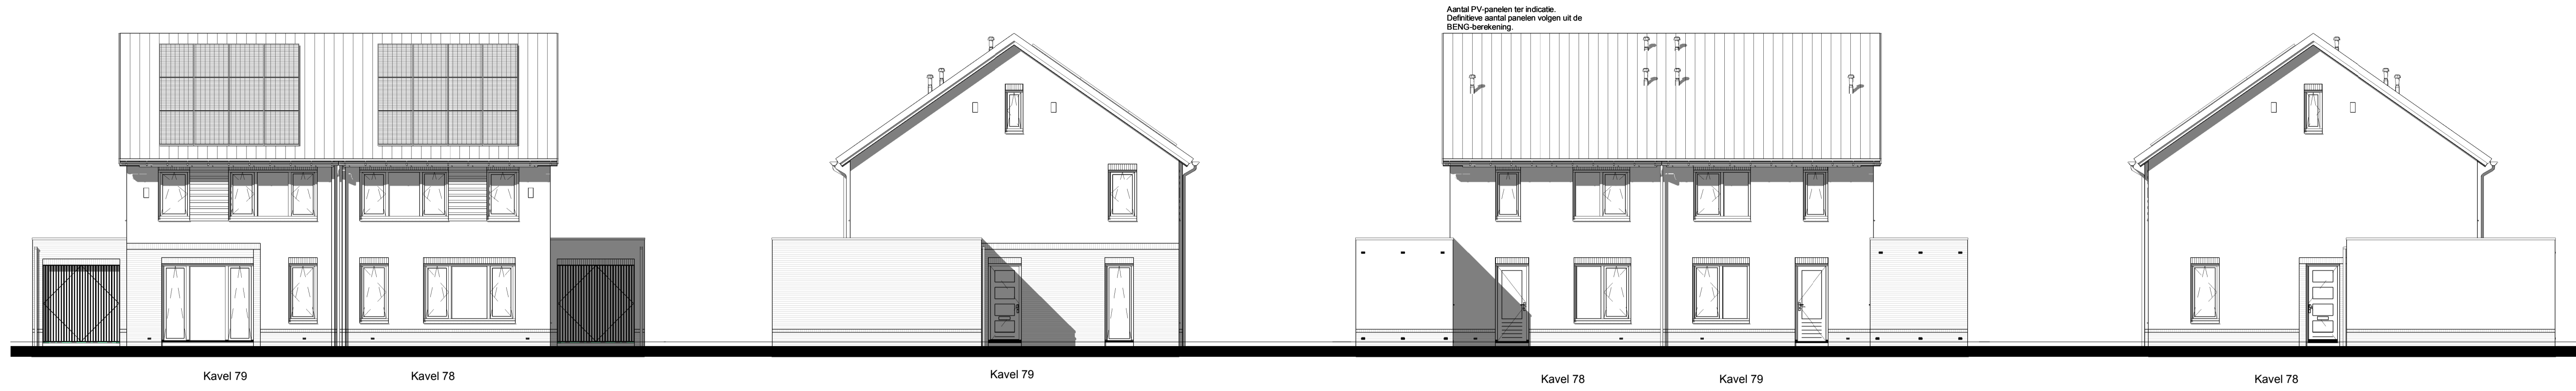 Aantal PV-panelen ter indicatie.
Definitieve aantal panelen volgen uit de
BENG-berekening.
Kavel 79
Kavel 78
Kavel 79
Kavel 78
Kavel 79
Kavel 78